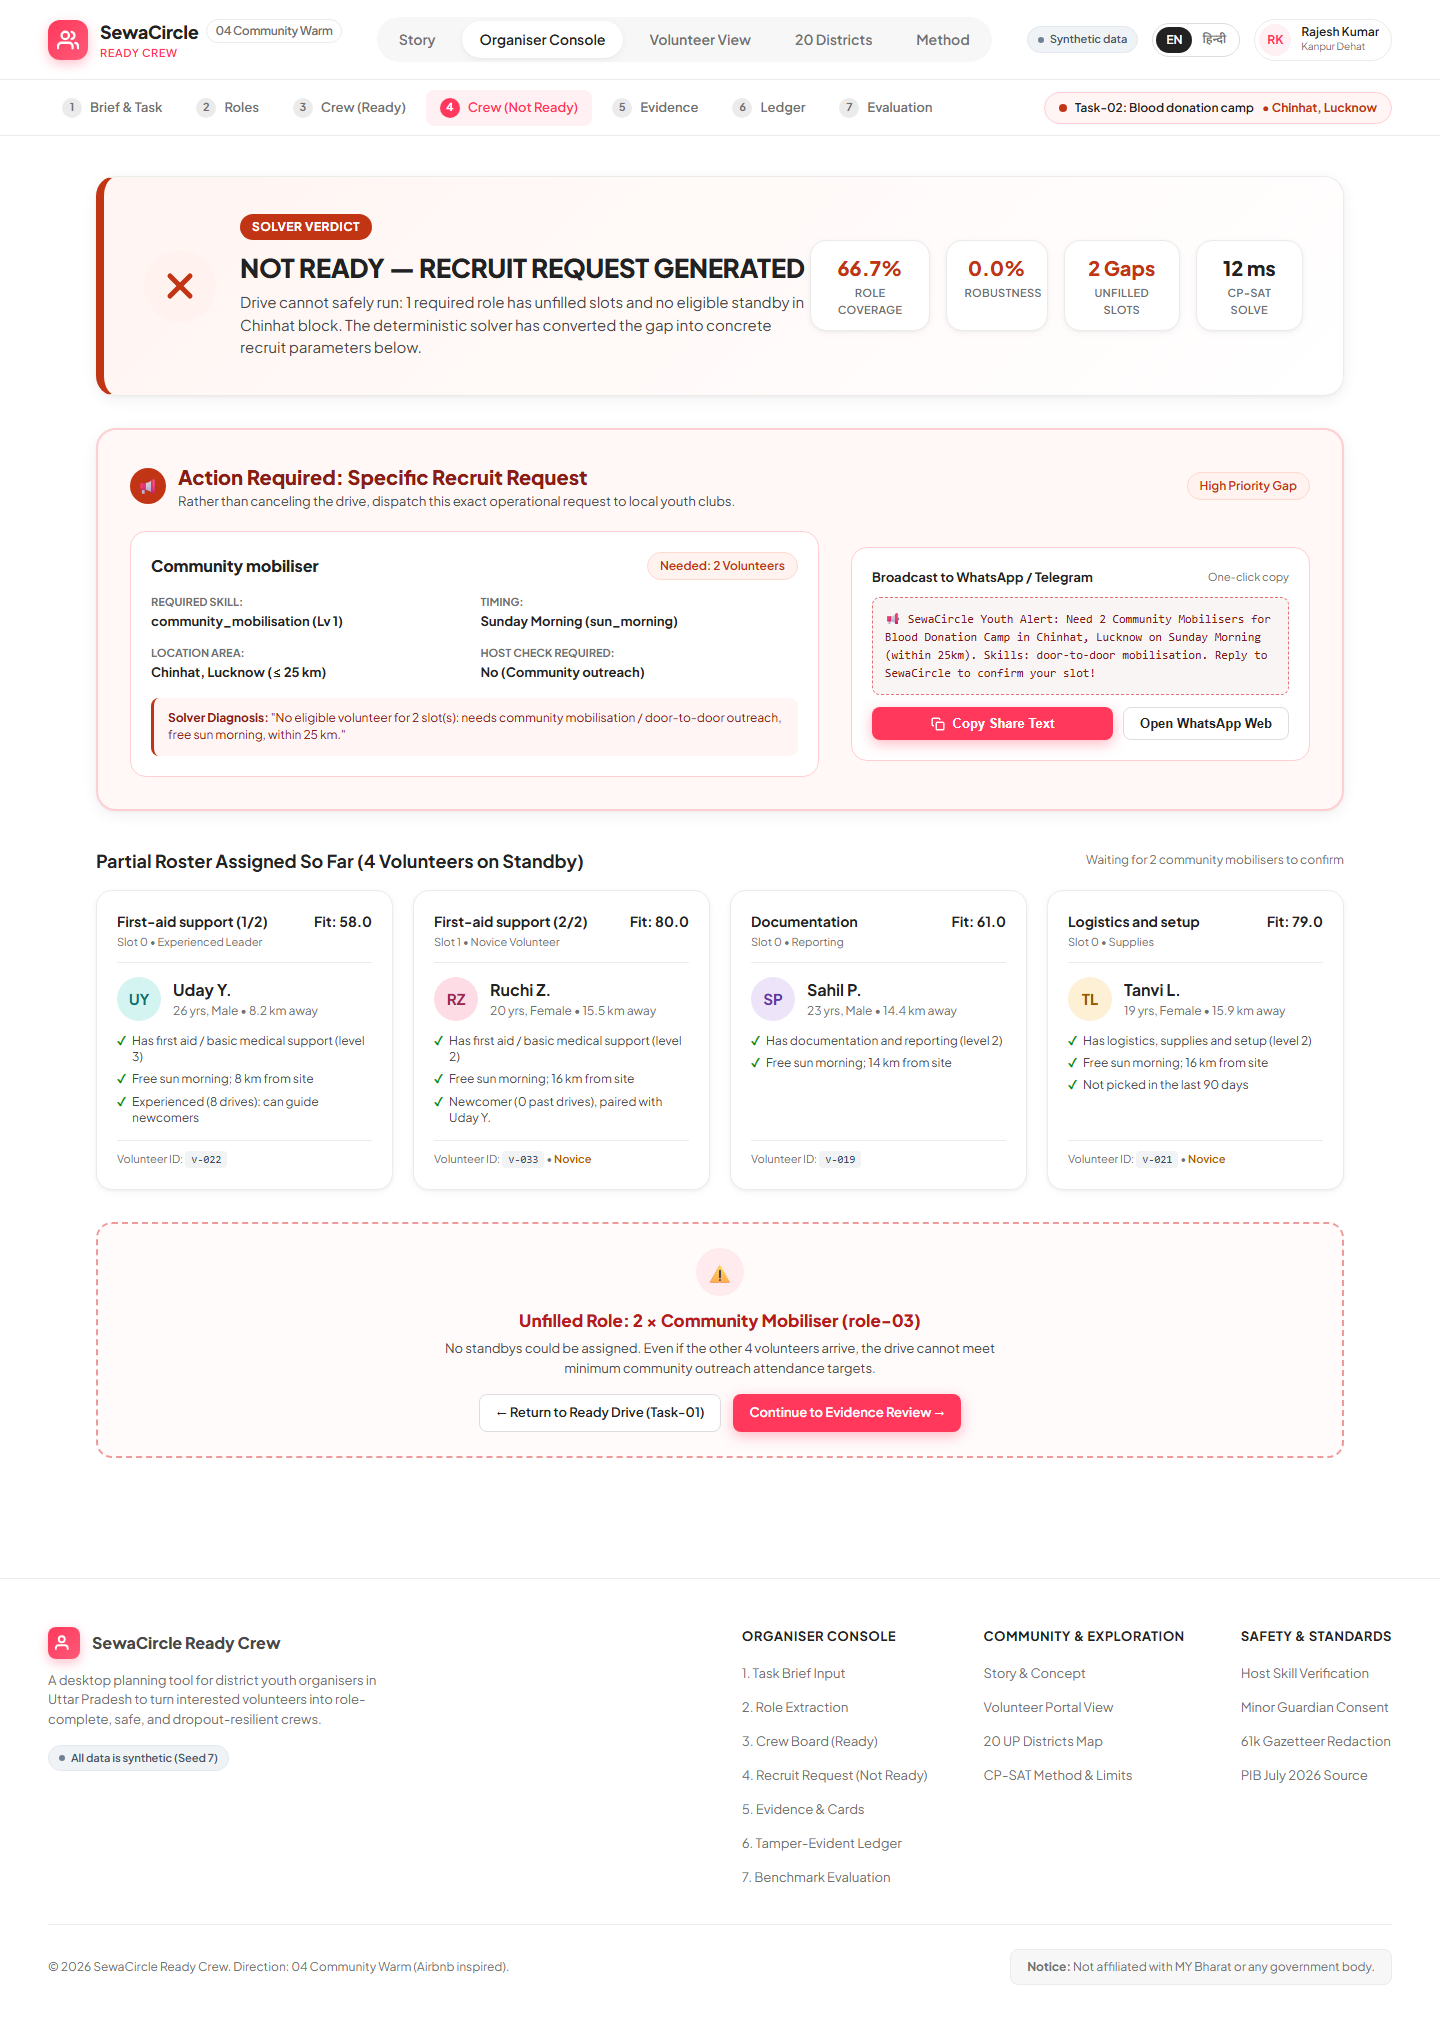 SewaCircle
04 Community Warm
READY CREW
Story
Organiser Console
Volunteer View
20 Districts
Method
Synthetic data
EN
हिन्दी
RK
Rajesh Kumar
Kanpur Dehat
1 Brief & Task
2 Roles
3 Crew (Ready)
4 Crew (Not Ready)
5 Evidence
6 Ledger
7 Evaluation
Task-02: Blood donation camp • Chinhat, Lucknow
SOLVER VERDICT
NOT READY — RECRUIT REQUEST GENERATED
Drive cannot safely run: 1 required role has unfilled slots and no eligible standby in
Chinhat block. The deterministic solver has converted the gap into concrete
recruit parameters below.
66.7%
ROLE
COVERAGE
0.0%
ROBUSTNESS
2 Gaps
UNFILLED
SLOTS
12 ms
CP-SAT
SOLVE
Action Required: Specific Recruit Request
Rather than canceling the drive, dispatch this exact operational request to local youth clubs.
High Priority Gap
Community mobiliser
Needed: 2 Volunteers
REQUIRED SKILL:
community_mobilisation (Lv 1)
TIMING:
Sunday Morning (sun_morning)
LOCATION AREA:
Chinhat, Lucknow (≤ 25 km)
HOST CHECK REQUIRED:
No (Community outreach)
Solver Diagnosis: "No eligible volunteer for 2 slot(s): needs community mobilisation / door-to-door outreach,
free sun morning, within 25 km."
Broadcast to WhatsApp / Telegram
One-click copy
SewaCircle Youth Alert: Need 2 Community Mobilisers for
Blood Donation Camp in Chinhat, Lucknow on Sunday Morning
(within 25km). Skills: door-to-door mobilisation. Reply to
SewaCircle to confirm your slot!
Copy Share Text
Open WhatsApp Web
Partial Roster Assigned So Far (4 Volunteers on Standby)
Waiting for 2 community mobilisers to confirm
First-aid support (1/2)
Fit: 58.0
Slot 0 • Experienced Leader
UY
Uday Y.
26 yrs, Male • 8.2 km away
✓ Has first aid / basic medical support (level
3)
✓ Free sun morning; 8 km from site
✓ Experienced (8 drives): can guide
newcomers
Volunteer ID: v-022
First-aid support (2/2)
Fit: 80.0
Slot 1 • Novice Volunteer
RZ
Ruchi Z.
20 yrs, Female • 15.5 km away
✓ Has first aid / basic medical support (level
2)
✓ Free sun morning; 16 km from site
✓ Newcomer (0 past drives), paired with
Uday Y.
Volunteer ID: v-033 • Novice
Documentation
Fit: 61.0
Slot 0 • Reporting
SP
Sahil P.
23 yrs, Male • 14.4 km away
✓ Has documentation and reporting (level 2)
✓ Free sun morning; 14 km from site
Volunteer ID: v-019
Logistics and setup
Fit: 79.0
Slot 0 • Supplies
TL
Tanvi L.
19 yrs, Female • 15.9 km away
✓ Has logistics, supplies and setup (level 2)
✓ Free sun morning; 16 km from site
✓ Not picked in the last 90 days
Volunteer ID: v-021 • Novice
Unfilled Role: 2 × Community Mobiliser (role-03)
No standbys could be assigned. Even if the other 4 volunteers arrive, the drive cannot meet
minimum community outreach attendance targets.
← Return to Ready Drive (Task-01)
Continue to Evidence Review →
SewaCircle Ready Crew
A desktop planning tool for district youth organisers in
Uttar Pradesh to turn interested volunteers into role-
complete, safe, and dropout-resilient crews.
All data is synthetic (Seed 7)
ORGANISER CONSOLE
1. Task Brief Input
2. Role Extraction
3. Crew Board (Ready)
4. Recruit Request (Not Ready)
5. Evidence & Cards
6. Tamper-Evident Ledger
7. Benchmark Evaluation
COMMUNITY & EXPLORATION
Story & Concept
Volunteer Portal View
20 UP Districts Map
CP-SAT Method & Limits
SAFETY & STANDARDS
Host Skill Verification
Minor Guardian Consent
61k Gazetteer Redaction
PIB July 2026 Source
© 2026 SewaCircle Ready Crew. Direction: 04 Community Warm (Airbnb inspired).
Notice: Not affiliated with MY Bharat or any government body.